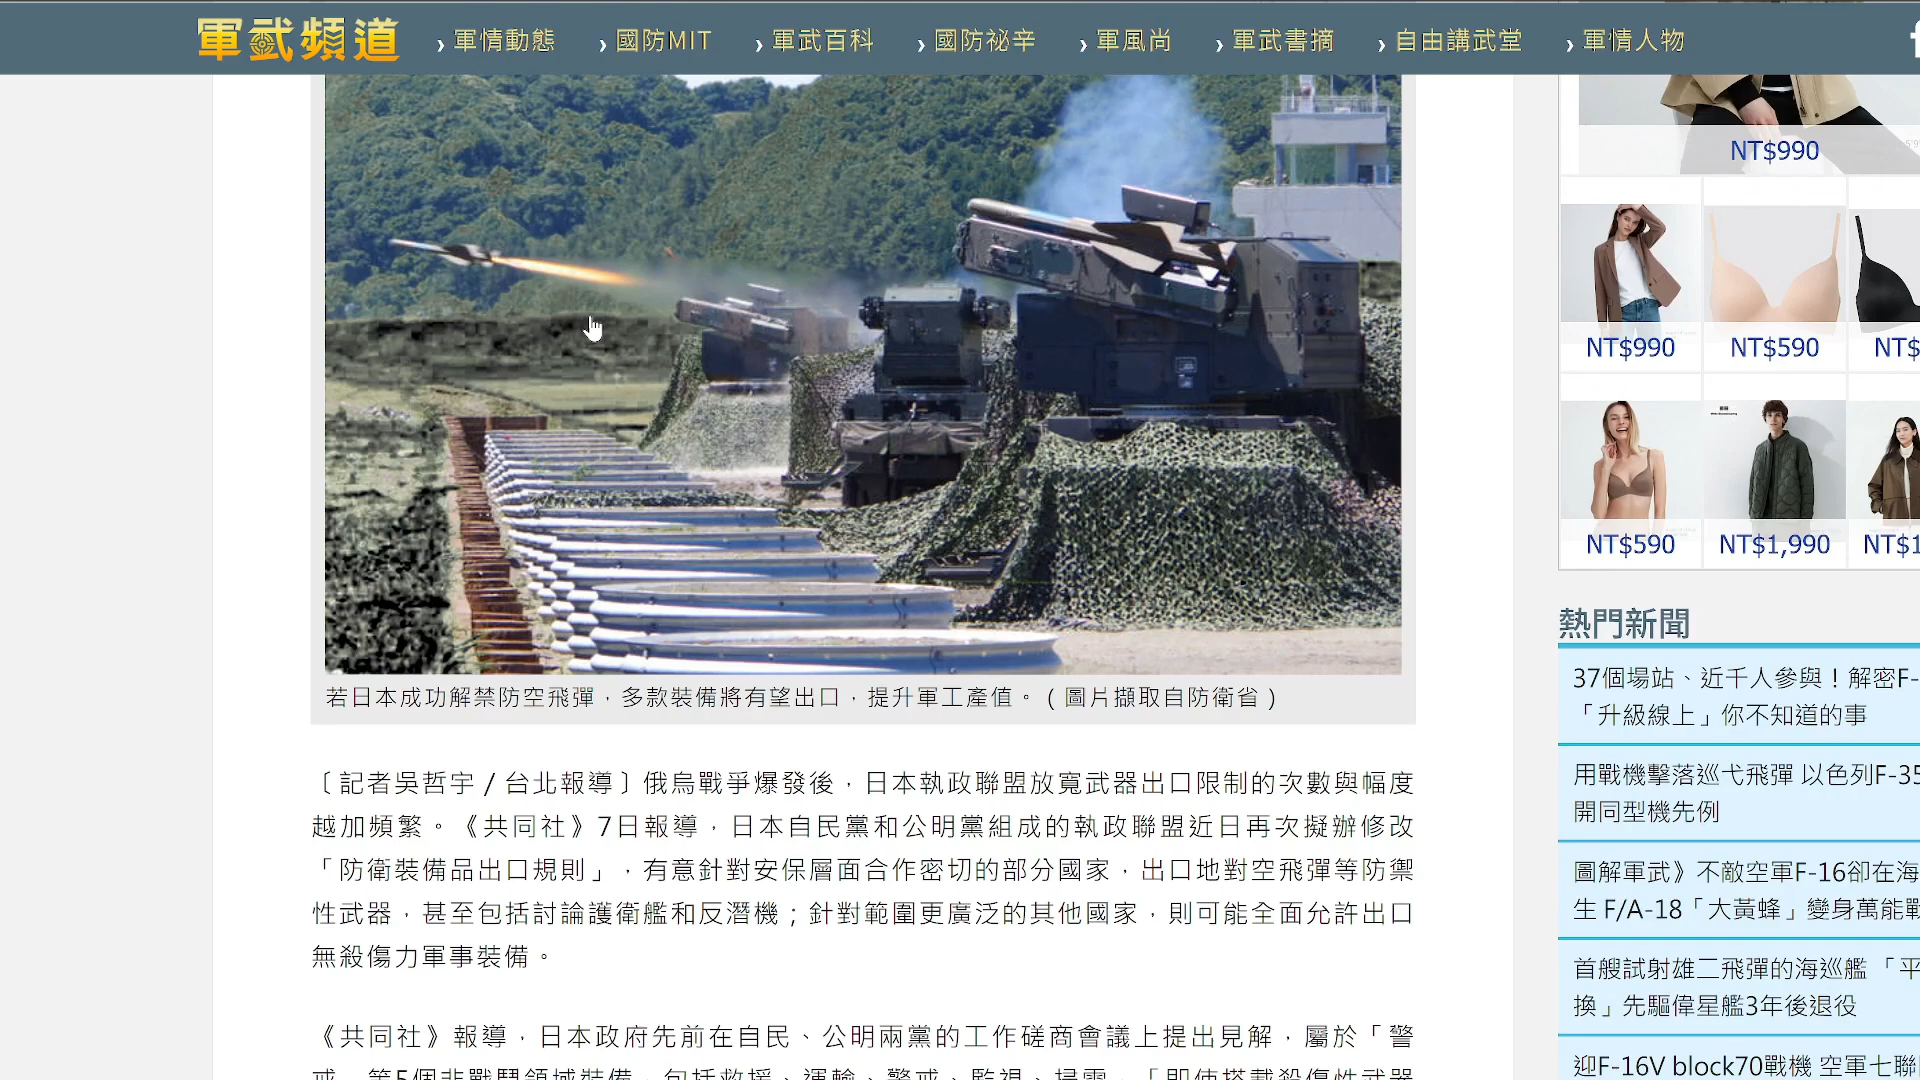 軍武頻道
› 軍情動態
› 國防MIT
› 軍武百科
› 國防祕辛
› 軍風尚
› 軍武書摘
› 自由講武堂
› 軍情人物
NT$990
NT$990
NT$590
NT$
NT$590
NT$1,990
NT$1
若日本成功解禁防空飛彈，多款裝備將有望出口，提升軍工產值。（圖片擷取自防衛省）
〔記者吳哲宇／台北報導〕俄烏戰爭爆發後，日本執政聯盟放寬武器出口限制的次數與幅度
越加頻繁。《共同社》7日報導，日本自民黨和公明黨組成的執政聯盟近日再次擬辦修改
「防衛裝備品出口規則」，有意針對安保層面合作密切的部分國家，出口地對空飛彈等防禦
性武器，甚至包括討論護衛艦和反潛機；針對範圍更廣泛的其他國家，則可能全面允許出口
無殺傷力軍事裝備。
《共同社》報導，日本政府先前在自民、公明兩黨的工作磋商會議上提出見解，屬於「警
戒」等5個非戰鬥領域裝備，包括救援、運輸、警戒、監視、掃雷，「即使搭載殺傷性武器
熱門新聞
37個場站、近千人參與！解密F-
「升級線上」你不知道的事
用戰機擊落巡弋飛彈 以色列F-35
開同型機先例
圖解軍武》不敵空軍F-16卻在海
生 F/A-18「大黃蜂」變身萬能戰
首艘試射雄二飛彈的海巡艦 「平
換」先驅偉星艦3年後退役
迎F-16V block70戰機 空軍七聯